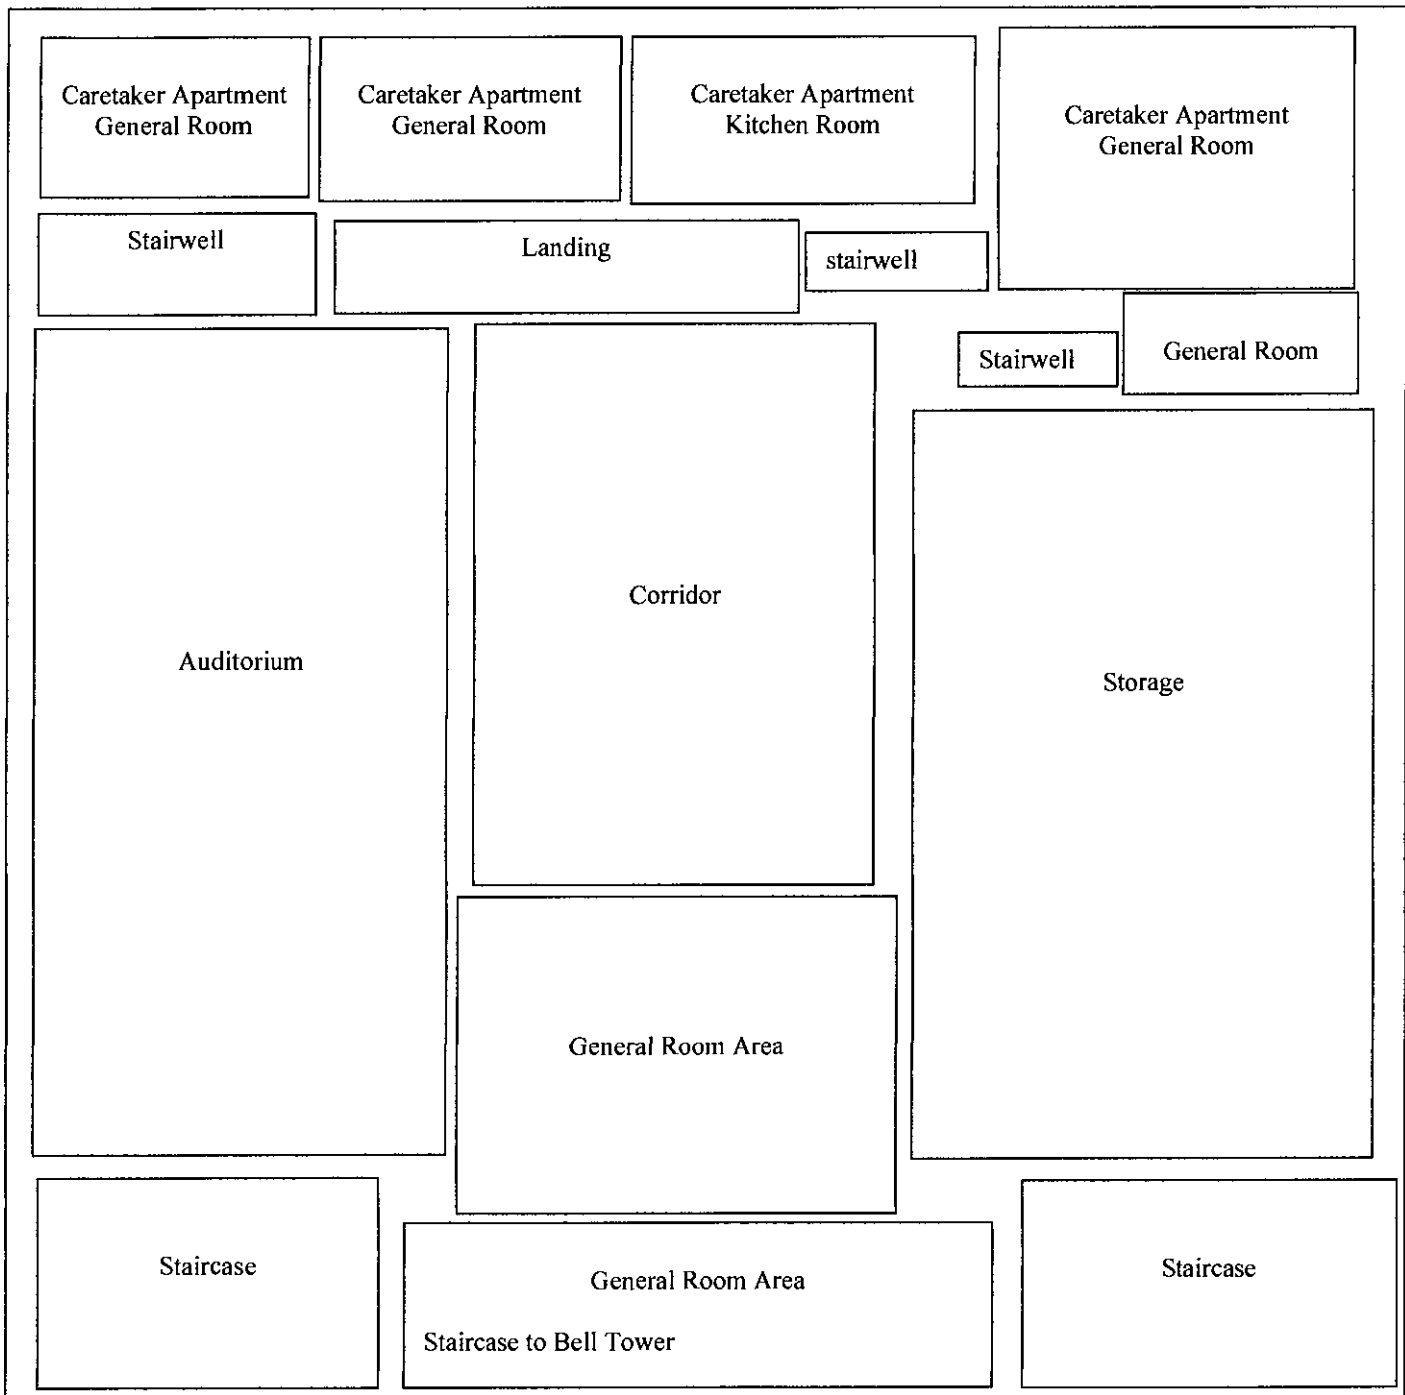 Caretaker Apartment
General Room
Caretaker Apartment
General Room
Caretaker Apartment
Kitchen Room
Caretaker Apartment
General Room
Stairwell
Landing
stairwell
Stairwell
General Room
Auditorium
Corridor
Storage
General Room Area
Staircase
General Room Area
Staircase to Bell Tower
Staircase